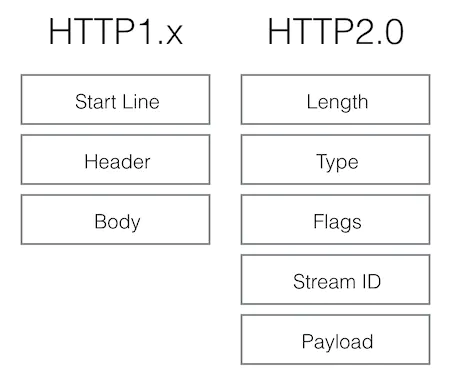 HTTP1.x
HTTP2.0
Start Line
Length
Header
Type
Body
Flags
Stream ID
Payload